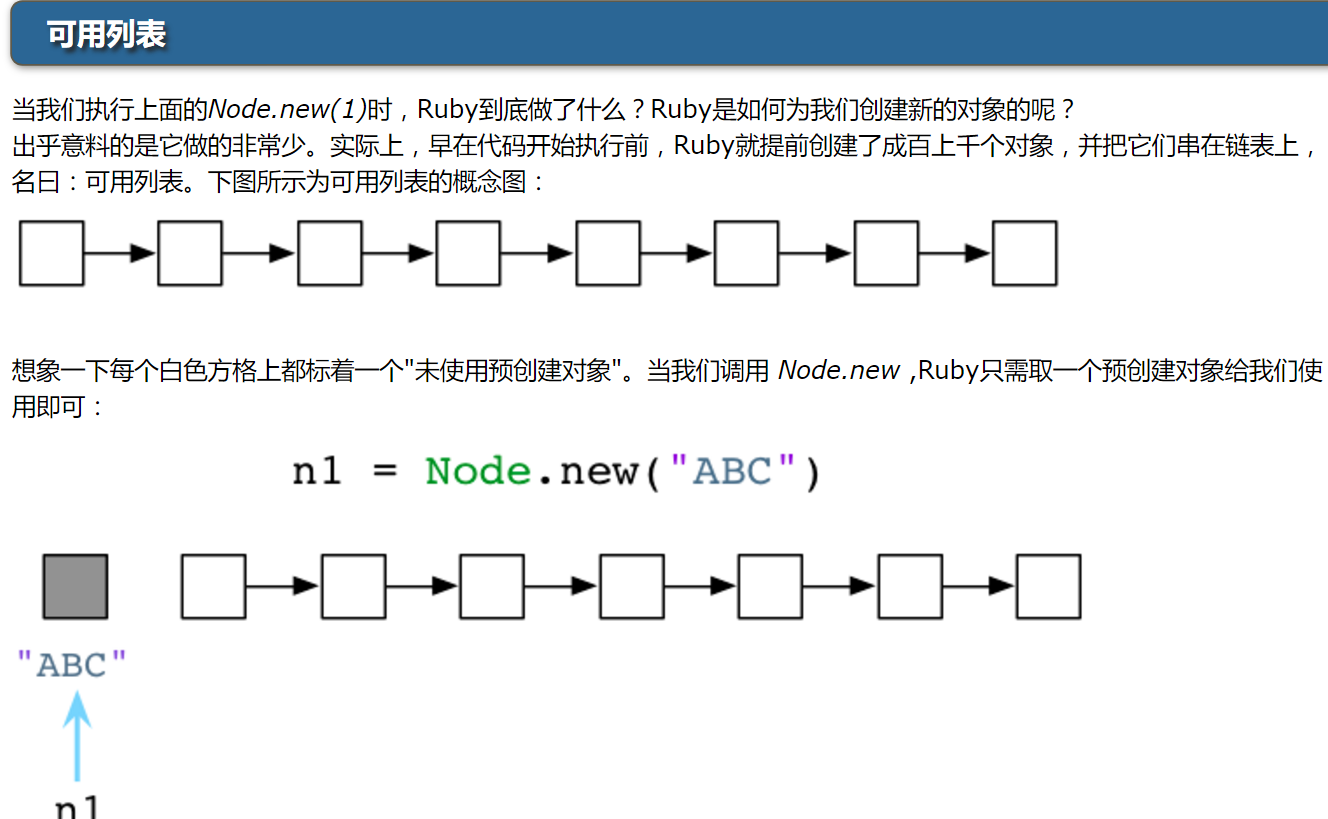 可用列表
当我们执行上面的Node.new(1)时，Ruby到底做了什么？Ruby是如何为我们创建新的对象的呢？
出乎意料的是它做的非常少。实际上，早在代码开始执行前，Ruby就提前创建了成百上千个对象，并把它们串在链表上，
名曰：可用列表。下图所示为可用列表的概念图：
想象一下每个白色方格上都标着一个"未使用预创建对象"。当我们调用 Node.new ,Ruby只需取一个预创建对象给我们使
用即可：
n1 = Node.new("ABC")
"ABC"
n1